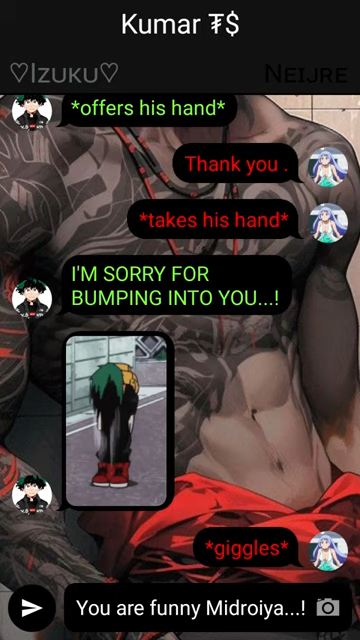 Kumar ₮$
♡Izuku♡
Neijre
*offers his hand*
Thank you .
*takes his hand*
I'M SORRY FOR
BUMPING INTO YOU...!
*giggles*
You are funny Midroiya...!